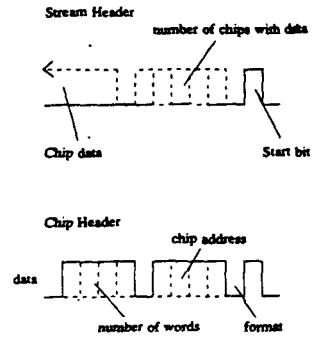 Stream Header
number of chips with data
Chip data
Start bit
Chip Header
chip address
data
number of words
format